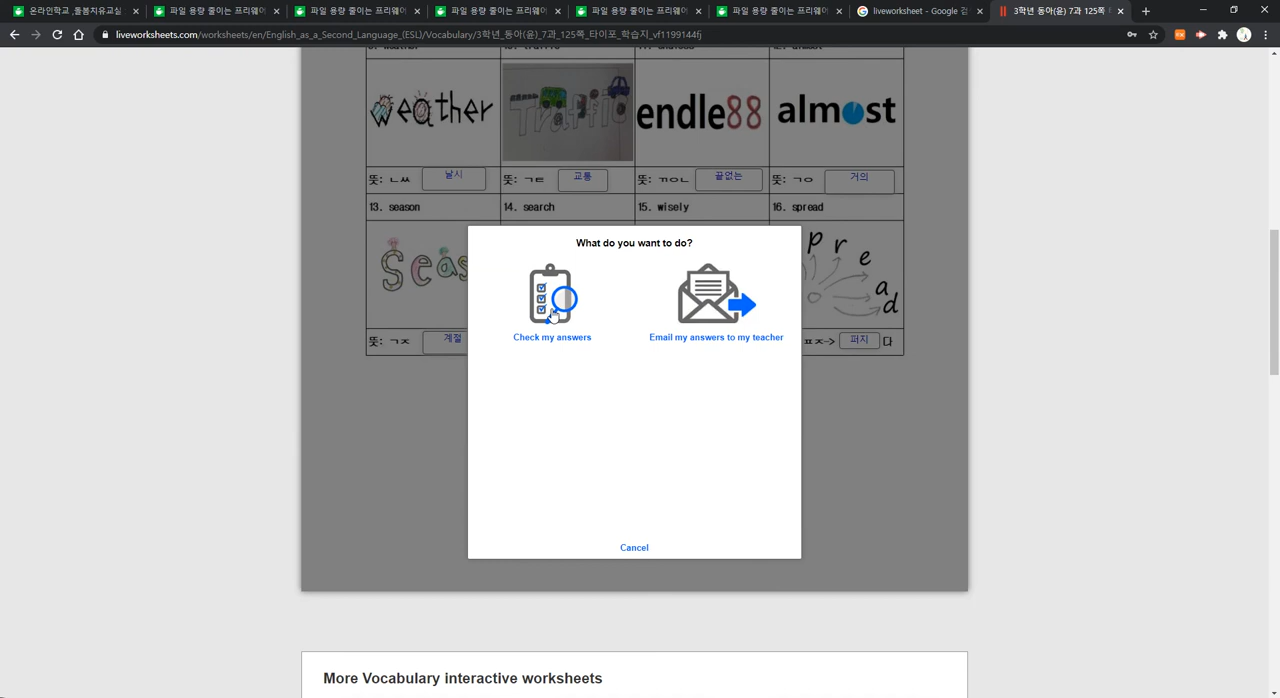 온라인학교 ,돌봄지유교실
파일 용량 줄이는 프리웨어
파일 용량 줄이는 프리웨어
파일 용량 줄이는 프리웨어
파일 용량 줄이는 프리웨어
파일 용량 줄이는 프리웨어
liveworksheet - Google 검
3학년 동아(윤) 7과 125쪽
liveworksheets.com/worksheets/en/English_as_a_Second_Language_(ESL)/Vocabulary/3학년_동아(윤)_7과_125쪽_타이포_학습지_vf1199144fj
weather Traffic endle88 almost
뜻: ㄴㅆ 날시 뜻: ㄱㅌ 교통 뜻: ㄲㅇㄴ 끝없는 뜻: ㄱㅇ 거의
13. season 14. search 15. wisely 16. spread
Seas
p r e a d
뜻: ㄱㅈ 계절
ㅍㅈ-> 퍼지 다
What do you want to do?
Check my answers Email my answers to my teacher
Cancel
More Vocabulary interactive worksheets